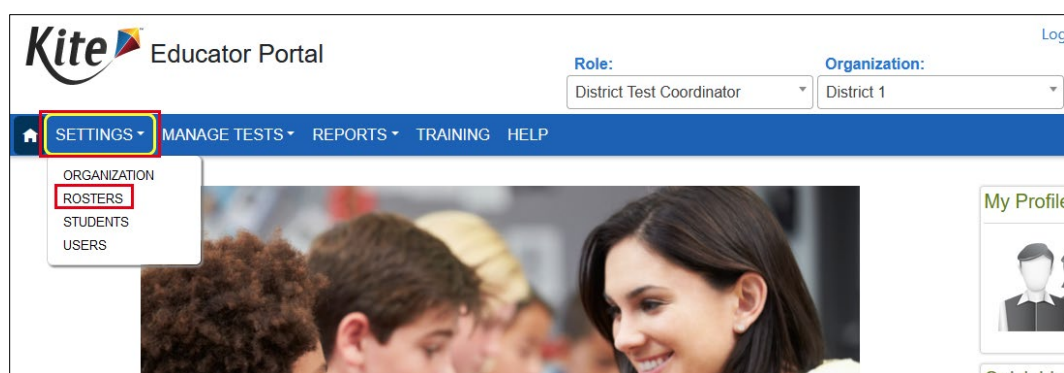 Kite Educator Portal
Log
Role:
Organization:
District Test Coordinator
District 1
SETTINGS MANAGE TESTS REPORTS TRAINING HELP
ORGANIZATION
ROSTERS
STUDENTS
USERS
My Profile